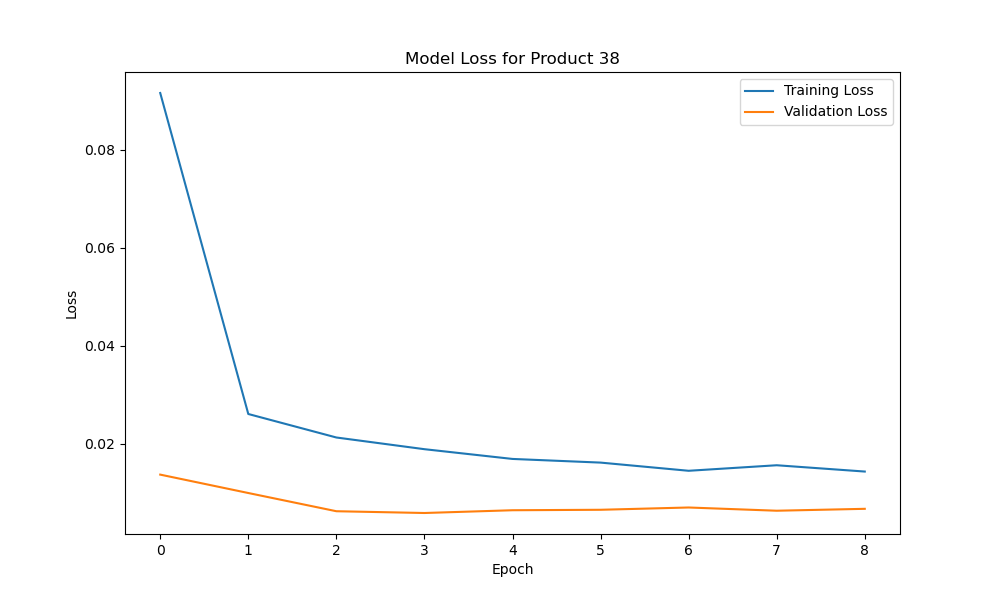 Model Loss for Product 38
Training Loss
Validation Loss
0.08
0.06
0.04
0.02
Loss
0 1 2 3 4 5 6 7 8
Epoch